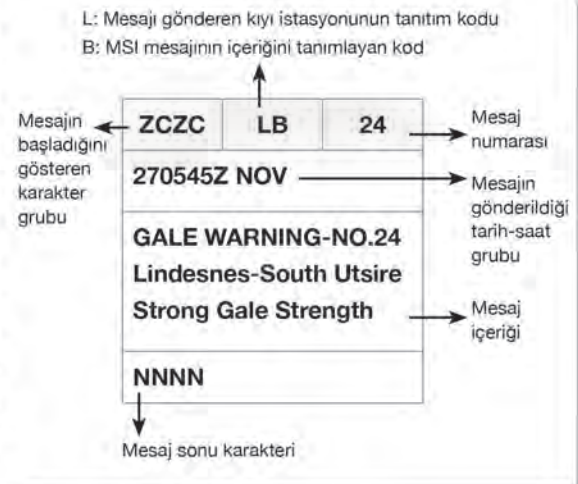 L: Mesajı gönderen kıyı istasyonunun tanıtım kodu
B: MSI mesajının içeriğini tanımlayan kod
Mesajın
başladığını
gösteren
karakter
grubu
ZCZC LB 24
Mesaj
numarası
270545Z NOV
Mesajın
gönderildiği
tarih-saat
grubu
GALE WARNING-NO.24
Lindesnes-South Utsire
Strong Gale Strength
Mesaj
içeriği
NNNN
Mesaj sonu karakteri